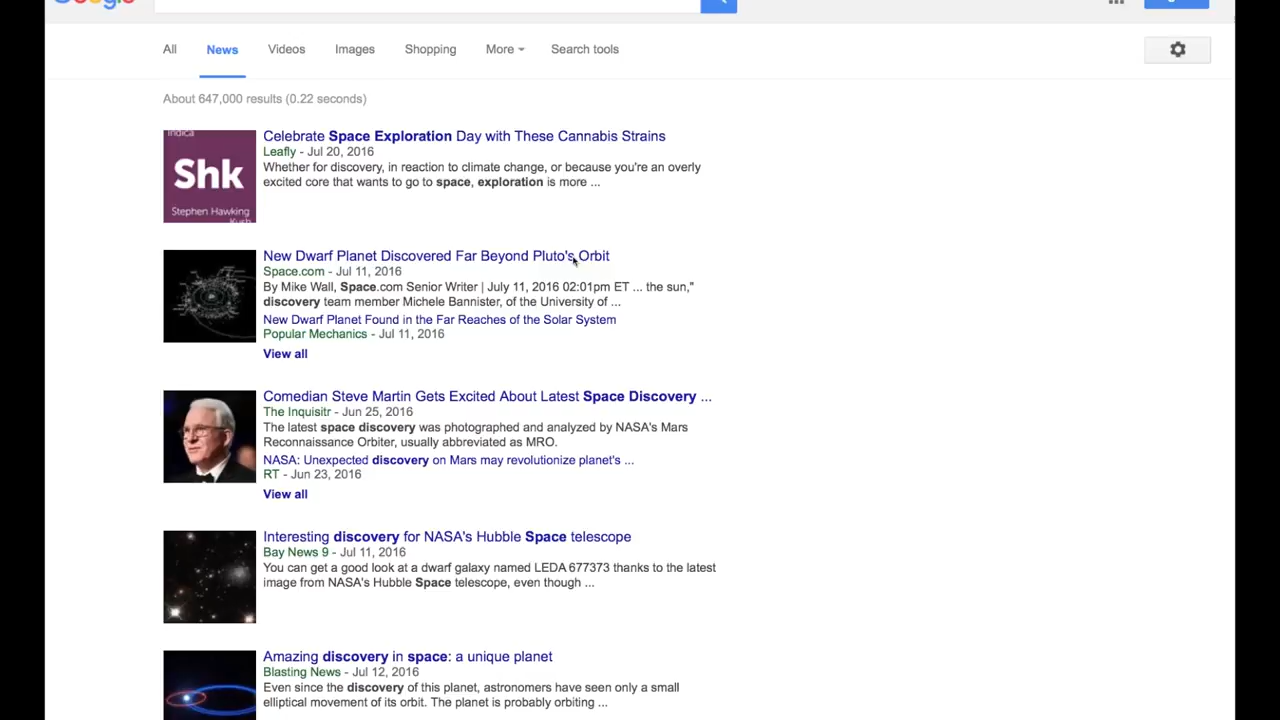 Google
All News Videos Images Shopping More Search tools
About 647,000 results (0.22 seconds)
Indica
Shk
Stephen Hawking
Kush
Celebrate Space Exploration Day with These Cannabis Strains
Leafly - Jul 20, 2016
Whether for discovery, in reaction to climate change, or because you're an overly
excited core that wants to go to space, exploration is more ...
New Dwarf Planet Discovered Far Beyond Pluto's Orbit
Space.com - Jul 11, 2016
By Mike Wall, Space.com Senior Writer | July 11, 2016 02:01pm ET ... the sun,"
discovery team member Michele Bannister, of the University of ...
New Dwarf Planet Found in the Far Reaches of the Solar System
Popular Mechanics - Jul 11, 2016
View all
Comedian Steve Martin Gets Excited About Latest Space Discovery ...
The Inquisitr - Jun 25, 2016
The latest space discovery was photographed and analyzed by NASA's Mars
Reconnaissance Orbiter, usually abbreviated as MRO.
NASA: Unexpected discovery on Mars may revolutionize planet's ...
RT - Jun 23, 2016
View all
Interesting discovery for NASA's Hubble Space telescope
Bay News 9 - Jul 11, 2016
You can get a good look at a dwarf galaxy named LEDA 677373 thanks to the latest
image from NASA's Hubble Space telescope, even though ...
Amazing discovery in space: a unique planet
Blasting News - Jul 12, 2016
Even since the discovery of this planet, astronomers have seen only a small
elliptical movement of its orbit. The planet is probably orbiting ...